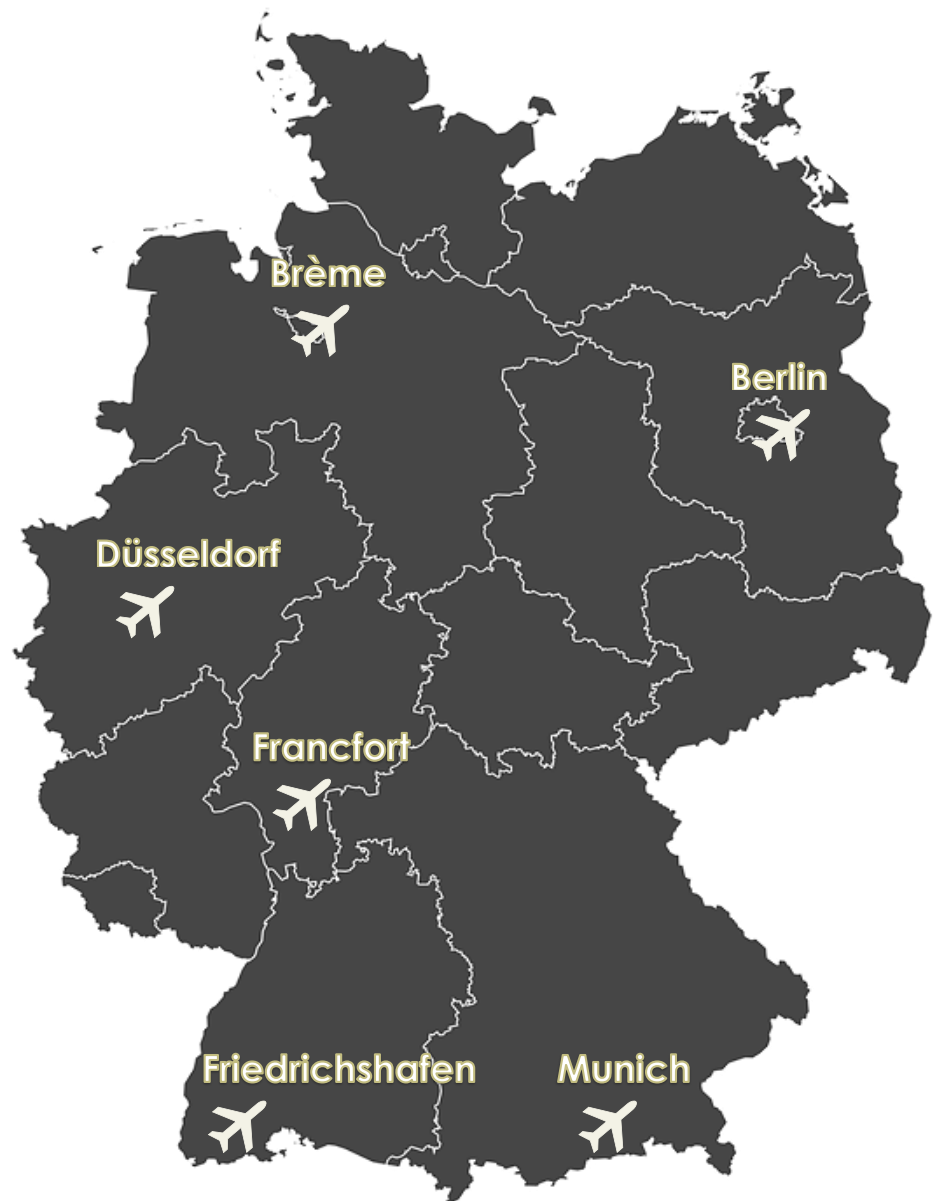 Brème
Berlin
Düsseldorf
Francfort
Friedrichshafen
Munich